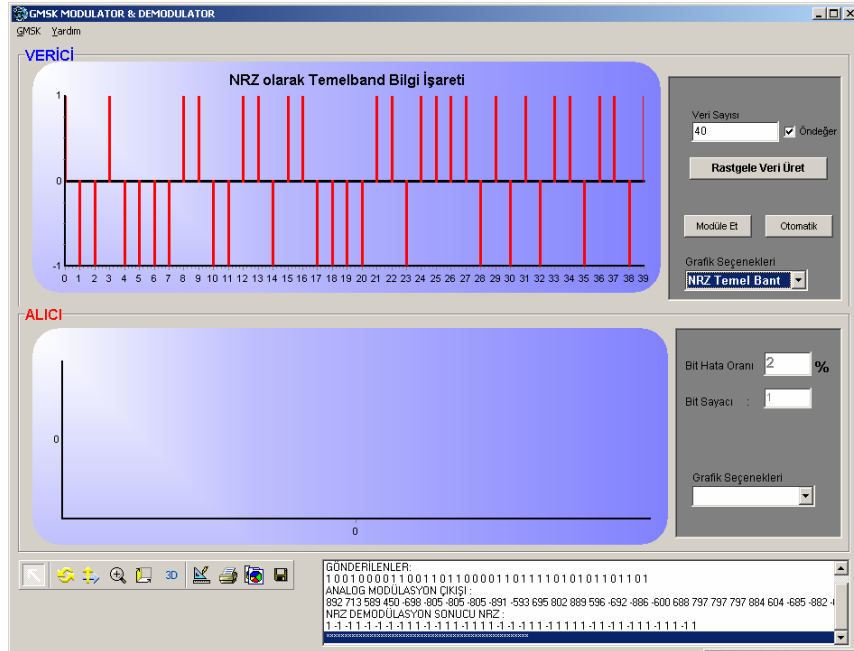 GMSK MODULATOR & DEMODULATOR
GMSK Yardım
VERİCİ
NRZ olarak Temelband Bilgi İşareti
1
0
-1
0 1 2 3 4 5 6 7 8 9 10 11 12 13 14 15 16 17 18 19 20 21 22 23 24 25 26 27 28 29 30 31 32 33 34 35 36 37 38 39
Veri Sayısı
40 Öndeğer
Rastgele Veri Üret
Modüle Et Otomatik
Grafik Seçenekleri
NRZ Temel Bant
ALICI
0
0
Bit Hata Oranı 2 %
Bit Sayacı : 1
Grafik Seçenekleri
3D
GÖNDERİLENLER:
1 0 0 1 0 0 0 0 1 1 0 0 1 1 0 1 1 0 0 0 0 1 1 0 1 1 1 1 0 1 0 1 0 1 1 0 1 1 0 1
ANALOG MODÜLASYON ÇIKIŞI :
892 713 589 450 -698 -805 -805 -805 -891 -593 695 802 889 596 -692 -886 -600 688 797 797 797 884 604 -685 -882
NRZ DEMODÜLASYON SONUCU NRZ :